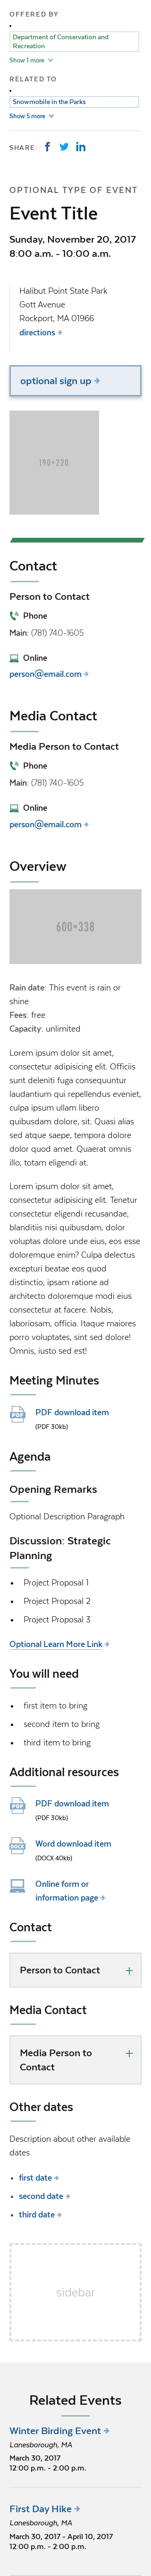 OFFERED BY
Department of Conservation and
Recreation
Show 1 more
RELATED TO
Snowmobile in the Parks
Show 5 more
SHARE:
OPTIONAL TYPE OF EVENT
Event Title
Sunday, November 20, 2017
8:00 a.m. - 10:00 a.m.
Halibut Point State Park
Gott Avenue
Rockport, MA 01966
directions
optional sign up
190×220
Contact
Person to Contact
Phone
Main: (781) 740-1605
Online
person@email.com
Media Contact
Media Person to Contact
Phone
Main: (781) 740-1605
Online
person@email.com
Overview
600×338
Rain date: This event is rain or
shine
Fees: free
Capacity: unlimited
Lorem ipsum dolor sit amet,
consectetur adipisicing elit. Officiis
sunt deleniti fuga consequuntur
laudantium qui repellendus eveniet,
culpa ipsum ullam libero
quibusdam dolore, sit. Quasi alias
sed atque saepe, tempora dolore
dolor quod amet. Quaerat omnis
illo, totam eligendi at.
Lorem ipsum dolor sit amet,
consectetur adipisicing elit. Tenetur
consectetur eligendi recusandae,
blanditiis nisi quibusdam, dolor
voluptas dolore unde eius, eos esse
doloremque enim? Culpa delectus
excepturi beatae eos quod
distinctio, ipsam ratione ad
architecto doloremque modi eius
consectetur at facere. Nobis,
laboriosam, officia. Itaque maiores
porro voluptates, sint sed dolore!
Omnis, iusto sed est!
Meeting Minutes
PDF download item
(PDF 30kb)
Agenda
Opening Remarks
Optional Description Paragraph
Discussion: Strategic
Planning
Project Proposal 1
Project Proposal 2
Project Proposal 3
Optional Learn More Link
You will need
first item to bring
second item to bring
third item to bring
Additional resources
PDF download item
(PDF 30kb)
Word download item
(DOCX 40kb)
Online form or
information page
Contact
Person to Contact
Media Contact
Media Person to
Contact
Other dates
Description about other available
dates
first date
second date
third date
sidebar
Related Events
Winter Birding Event
Lanesborough, MA
March 30, 2017
12:00 p.m. - 2:00 p.m.
First Day Hike
Lanesborough, MA
March 30, 2017 - April 10, 2017
12:00 p.m. - 2:00 p.m.